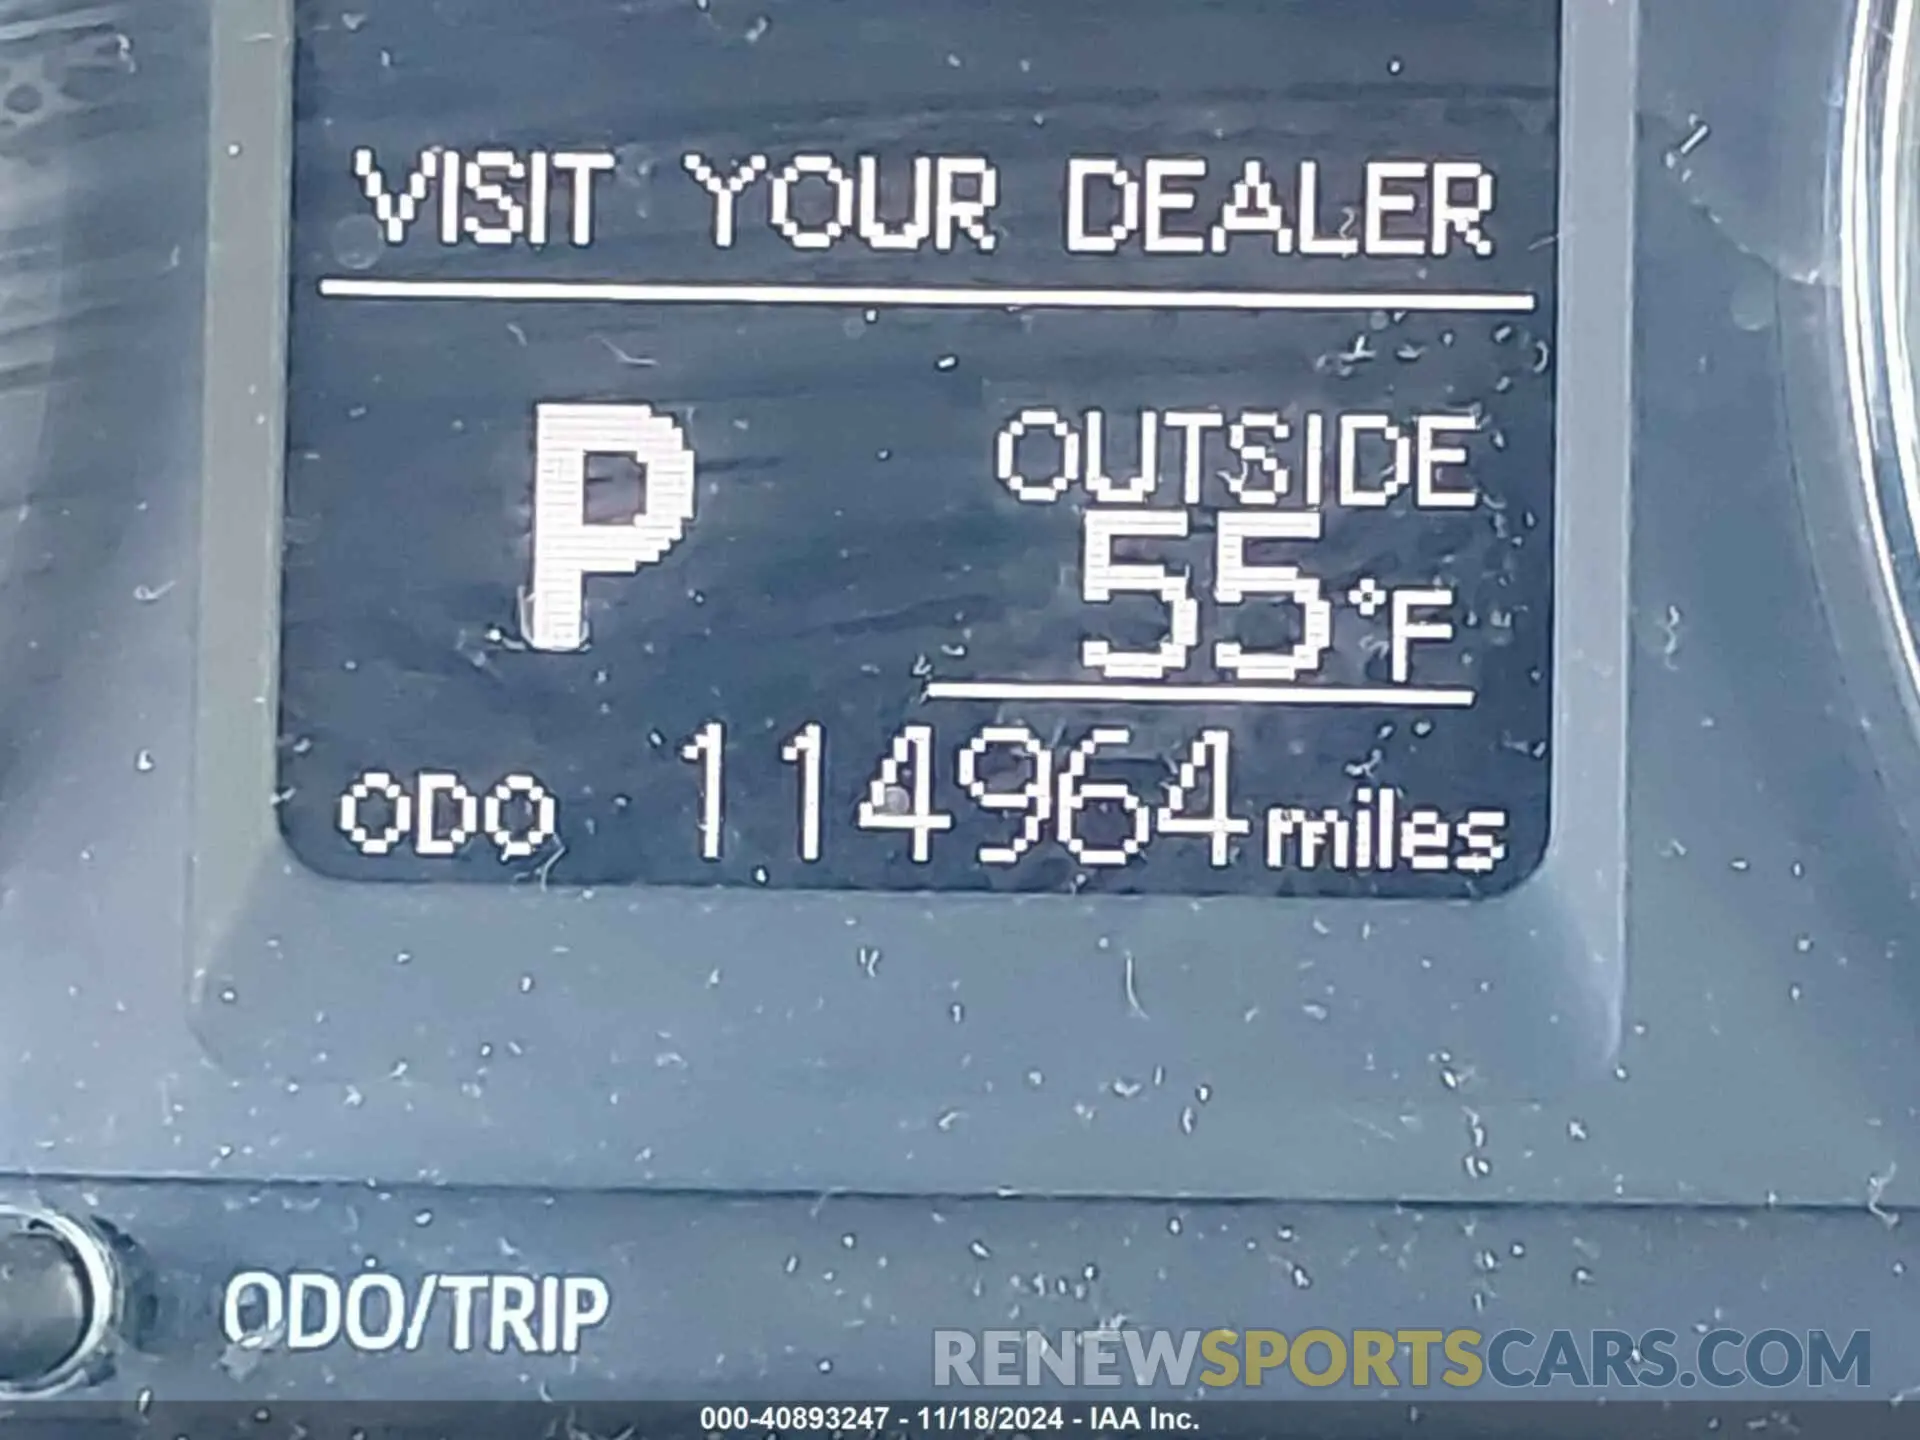 VISIT YOUR DEALER
P
OUTSIDE
55°F
ODO 114964 miles
ODO/TRIP
RENEWSPORTSCARS.COM
000-40893247 - 11/18/2024 - IAA Inc.